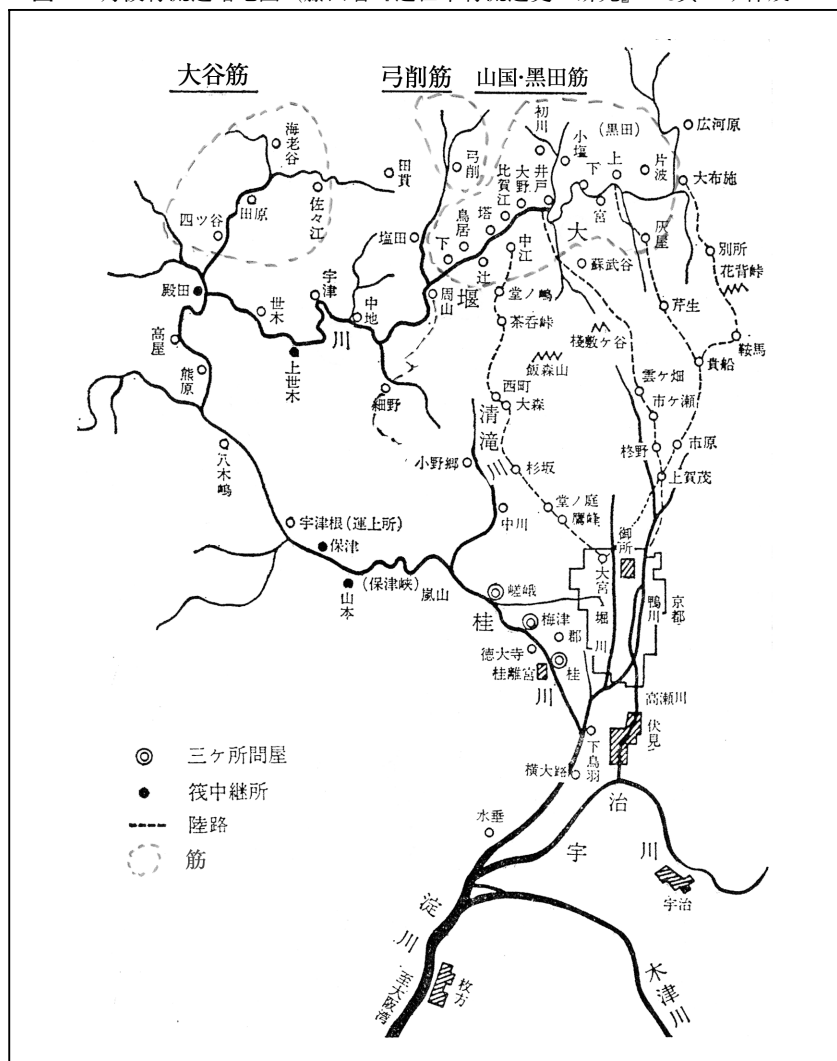 大谷筋
弓削筋
山国・黒田筋
初川
小塩
(黒田)
広河原
海老谷
田貫
弓削
井戸
大野
比賀江
塔
鳥居
下
下
上
片波
大布施
佐々江
田原
四ツ谷
塩田
辻
中江
宮
灰屋
別所
花背峠
大
堰
川
蘇武谷
殿田
世木
宇津
中地
周山
堂ノ嶋
茶呑峠
芹生
鞍馬
貴船
高屋
上世木
桟敷ケ谷
飯森山
熊原
細野
西町
大森
雲ケ畑
市ケ瀬
清滝川
柊野
市原
八木嶋
小野郷
杉坂
上賀茂
中川
堂ノ庭
鷹峰
御所
宇津根(運上所)
保津
大宮
(保津峡)
嵐山
山本
嵯峨
堀川
鴨川
京都
桂川
梅津
郡
徳大寺
桂離宮
桂
高瀬川
伏見
下鳥羽
横大路
水垂
宇治川
宇治
淀川
木津川
枚方
至大阪湾
◎ 三ケ所問屋
● 筏中継所
陸路
筋